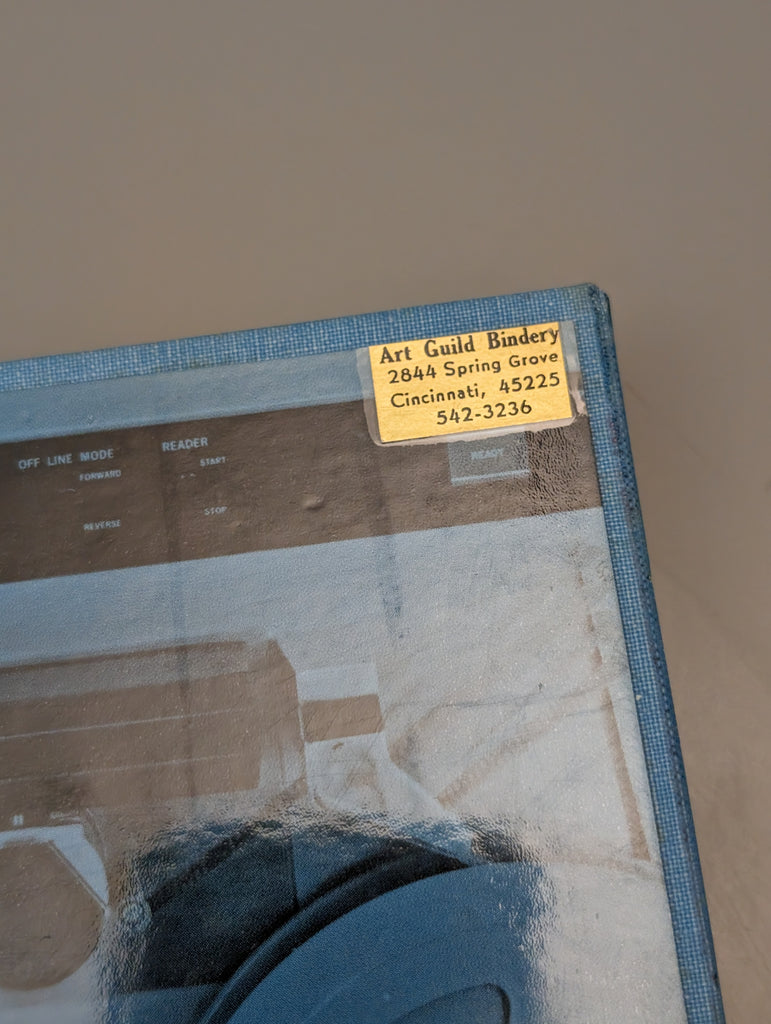 Art Guild Bindery
2844 Spring Grove
Cincinnati, 45225
542-3236
OFF LINE MODE
FORWARD
REVERSE
READER
START
STOP
READY